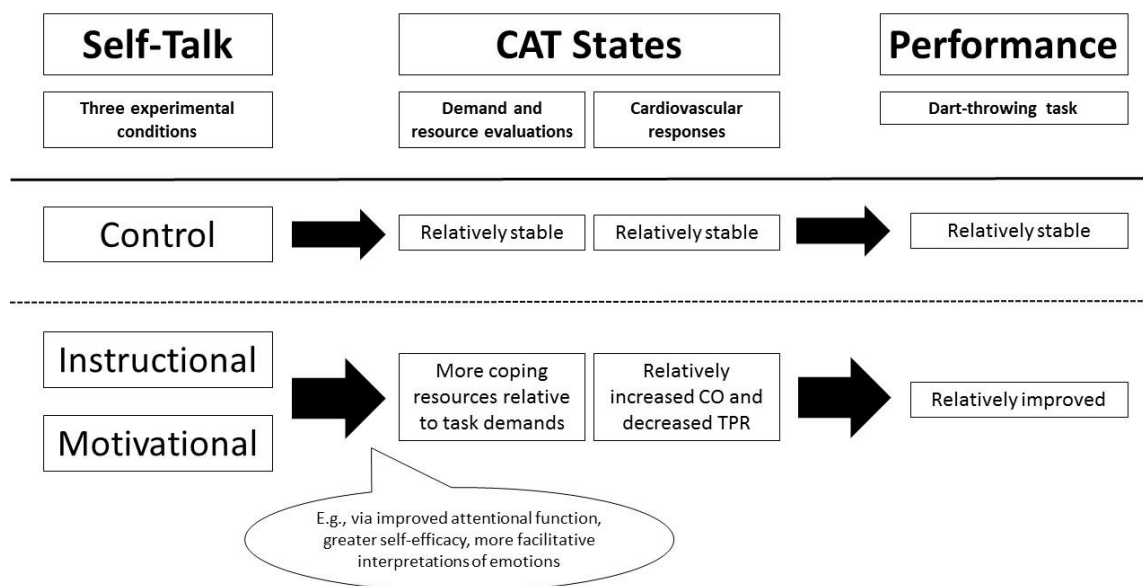 Self-Talk
CAT States
Performance
Three experimental
conditions
Demand and
resource evaluations
Cardiovascular
responses
Dart-throwing task
Control
Relatively stable
Relatively stable
Relatively stable
Instructional
Motivational
More coping
resources relative
to task demands
Relatively
increased CO and
decreased TPR
Relatively improved
E.g., via improved attentional function,
greater self-efficacy, more facilitative
interpretations of emotions